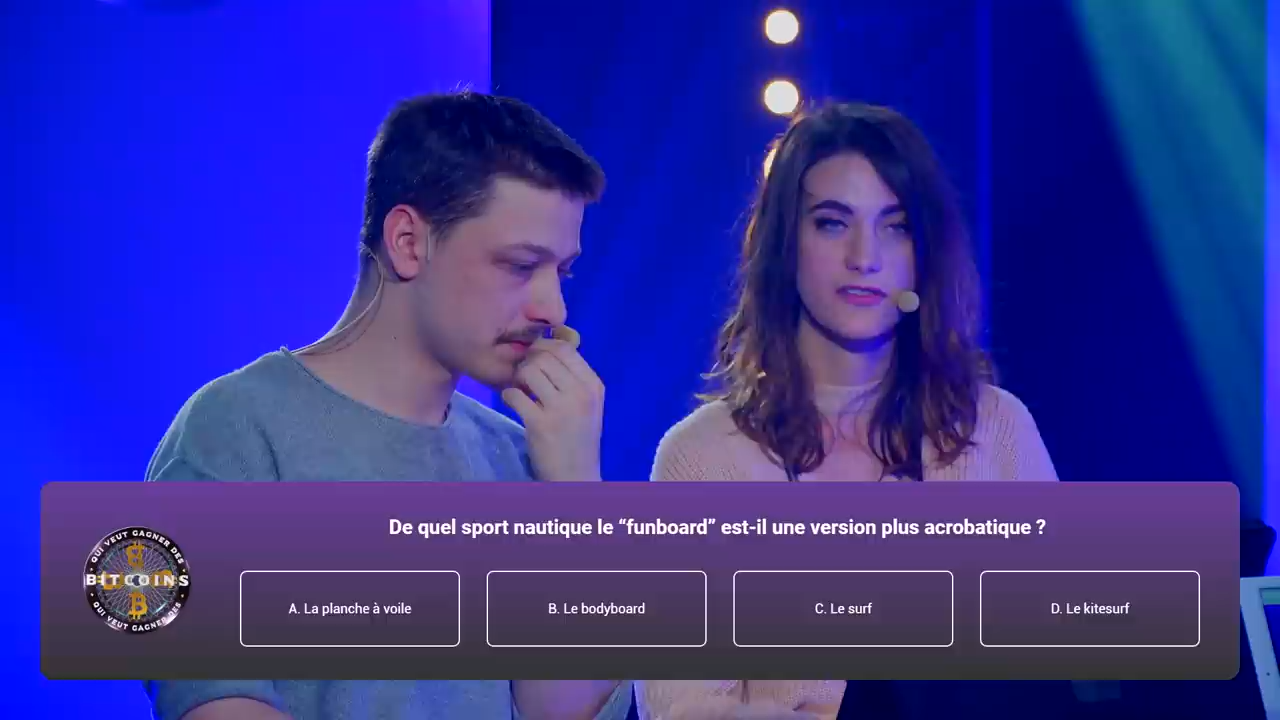 De quel sport nautique le “funboard” est-il une version plus acrobatique ?
QUI VEUT GAGNER DES
BITCOINS
QUI VEUT GAGNER DES
A. La planche à voile
B. Le bodyboard
C. Le surf
D. Le kitesurf